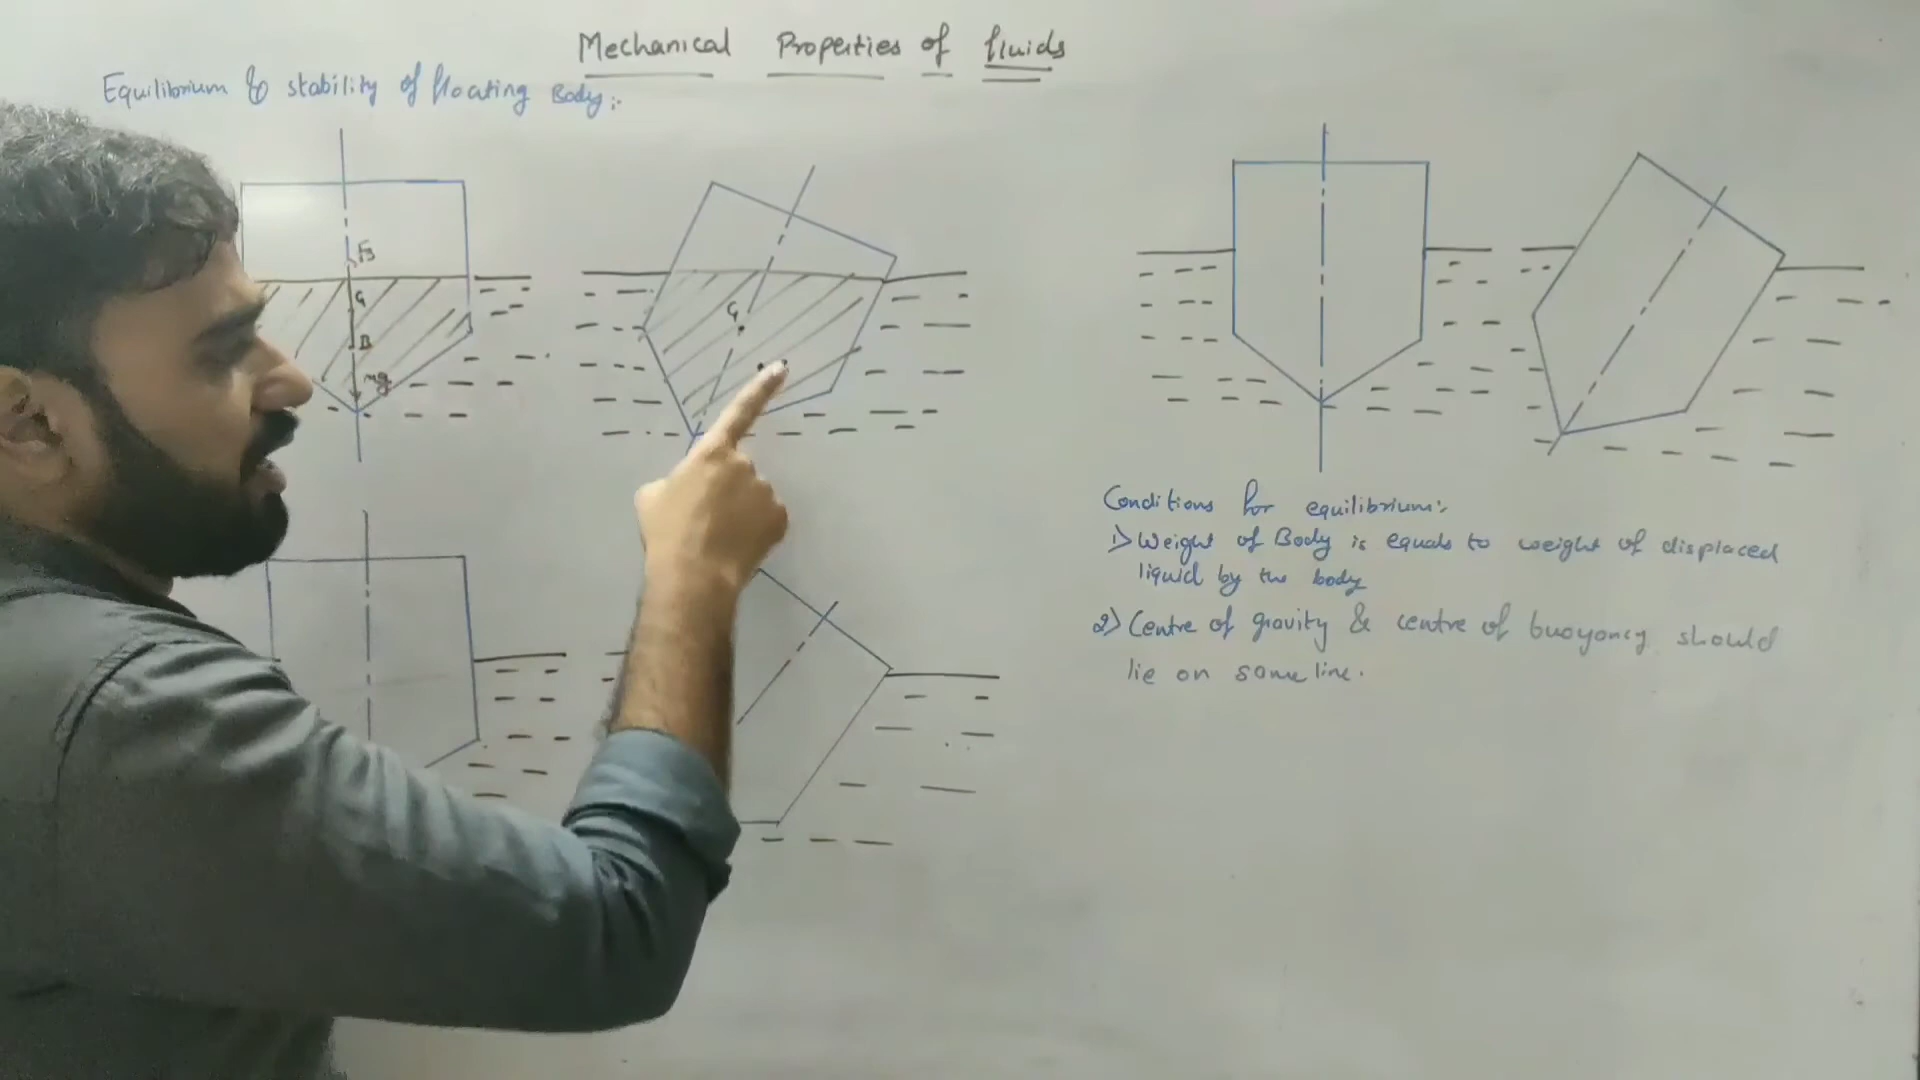 Mechanical Properties of fluids
Equilibrium & stability of floating Body:-
FB
G
B
mg
G
Conditions for equilibrium:-
1) Weight of Body is equals to weight of displaced
liquid by the body
2) Centre of gravity & centre of buoyancy should
lie on same line.